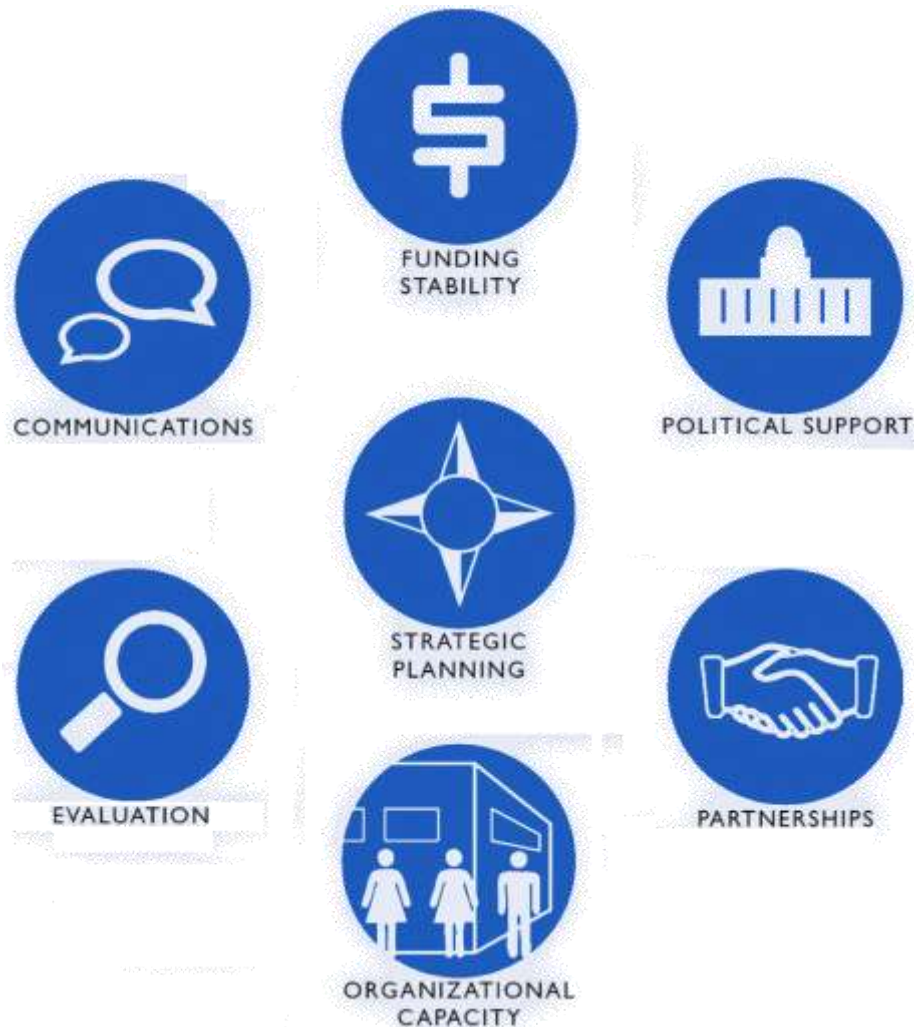 FUNDING
STABILITY
COMMUNICATIONS
POLITICAL SUPPORT
STRATEGIC
PLANNING
EVALUATION
PARTNERSHIPS
ORGANIZATIONAL
CAPACITY